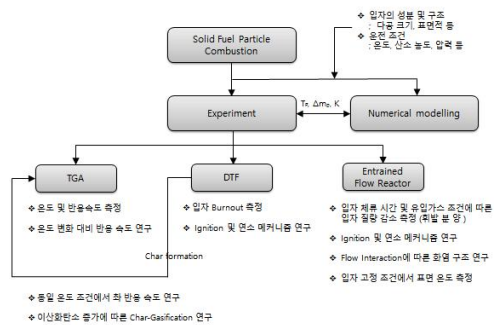 ❖ 입자의 성분 및 구조
: 다공 크기, 표면적 등
❖ 운전 조건
: 온도, 산소 농도, 압력 등
Solid Fuel Particle
Combustion
Experiment
Numerical modelling
TGA
DTF
Entrained
Flow Reactor
❖ 온도 및 반응속도 측정
❖ 온도 변화 대비 반응 속도 연구
❖ 입자 Burnout 측정
❖ Ignition 및 연소 메커니즘 연구
❖ 입자 체류 시간 및 유입가스 조건에 따른
입자 질량 감소 측정 (휘발 분 양)
❖ Ignition 및 연소 메커니즘 연구
❖ Flow Interaction에 따른 화염 구조 연구
❖ 입자 고정 조건에서 표면 온도 측정
Char formation
❖ 동일 온도 조건에서 촤 반응 속도 연구
❖ 이산화탄소 증가에 따른 Char-Gasification 연구